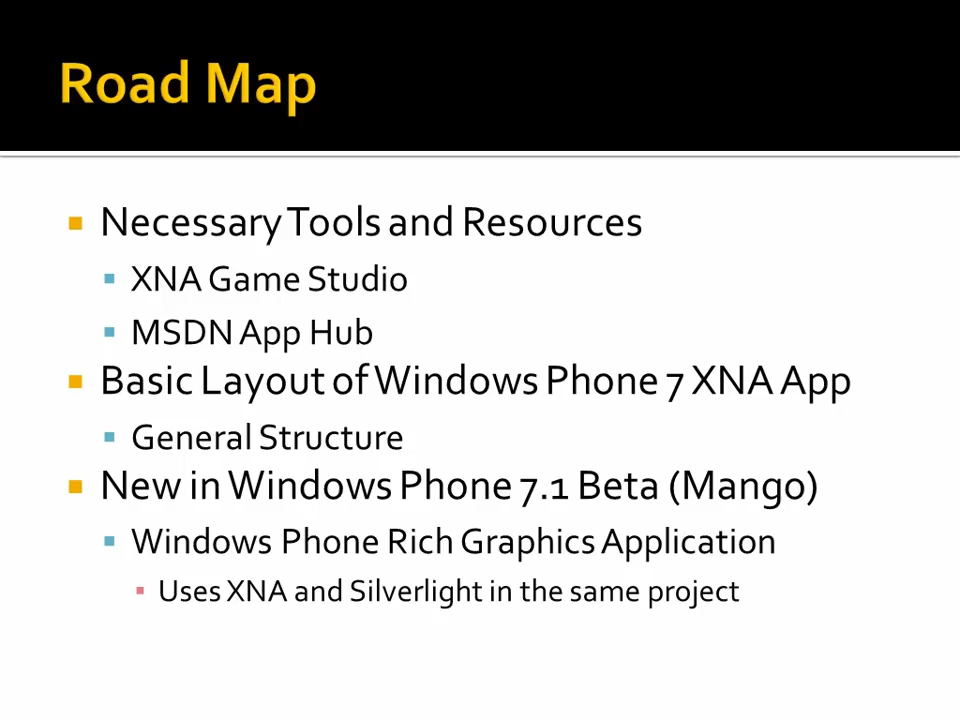 Road Map
Necessary Tools and Resources
XNA Game Studio
MSDN App Hub
Basic Layout of Windows Phone 7 XNA App
General Structure
New in Windows Phone 7.1 Beta (Mango)
Windows Phone Rich Graphics Application
Uses XNA and Silverlight in the same project